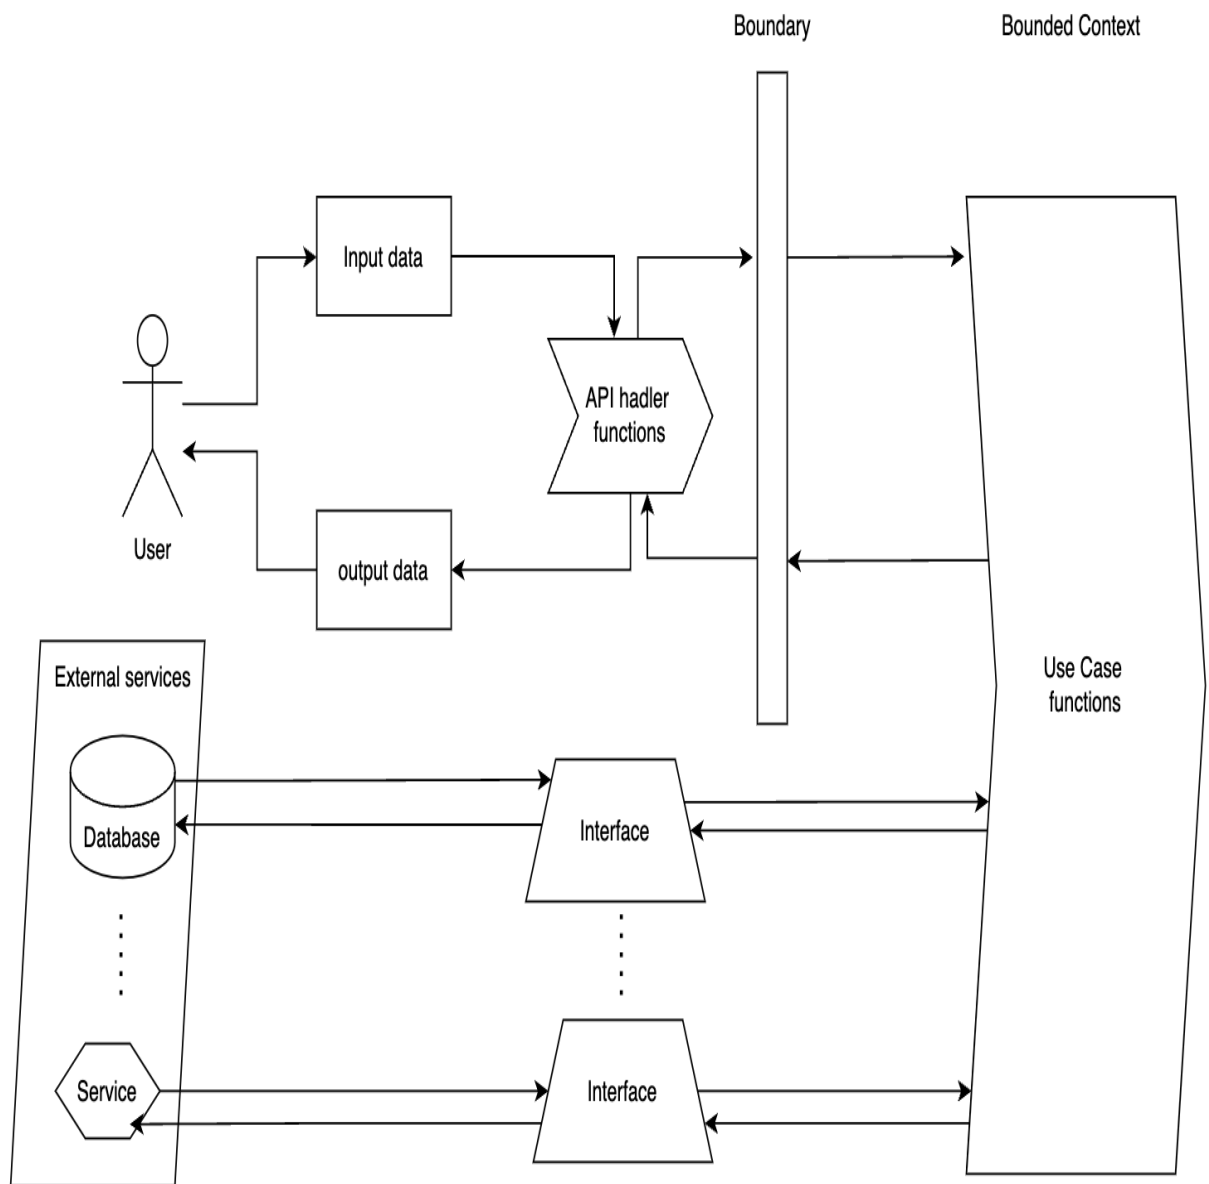 Boundary
Bounded Context
Input data
API hadler
functions
User
output data
External services
Use Case
functions
Database
Interface
Service
Interface